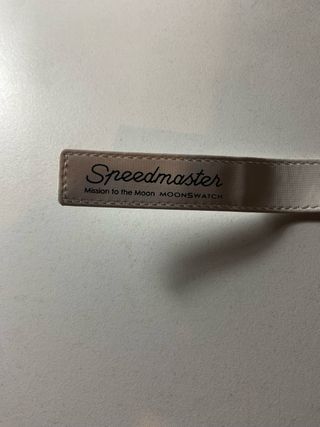 Speedmaster
Mission to the Moon MOONSWATCH